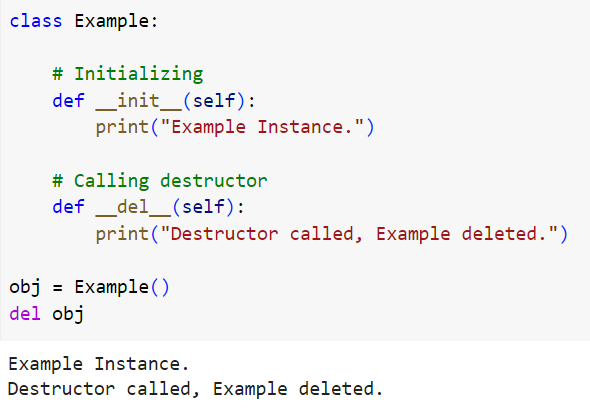 class Example:
    # Initializing
    def __init__(self):
        print("Example Instance.")
    # Calling destructor
    def __del__(self):
        print("Destructor called, Example deleted.")
obj = Example()
del obj
Example Instance.
Destructor called, Example deleted.